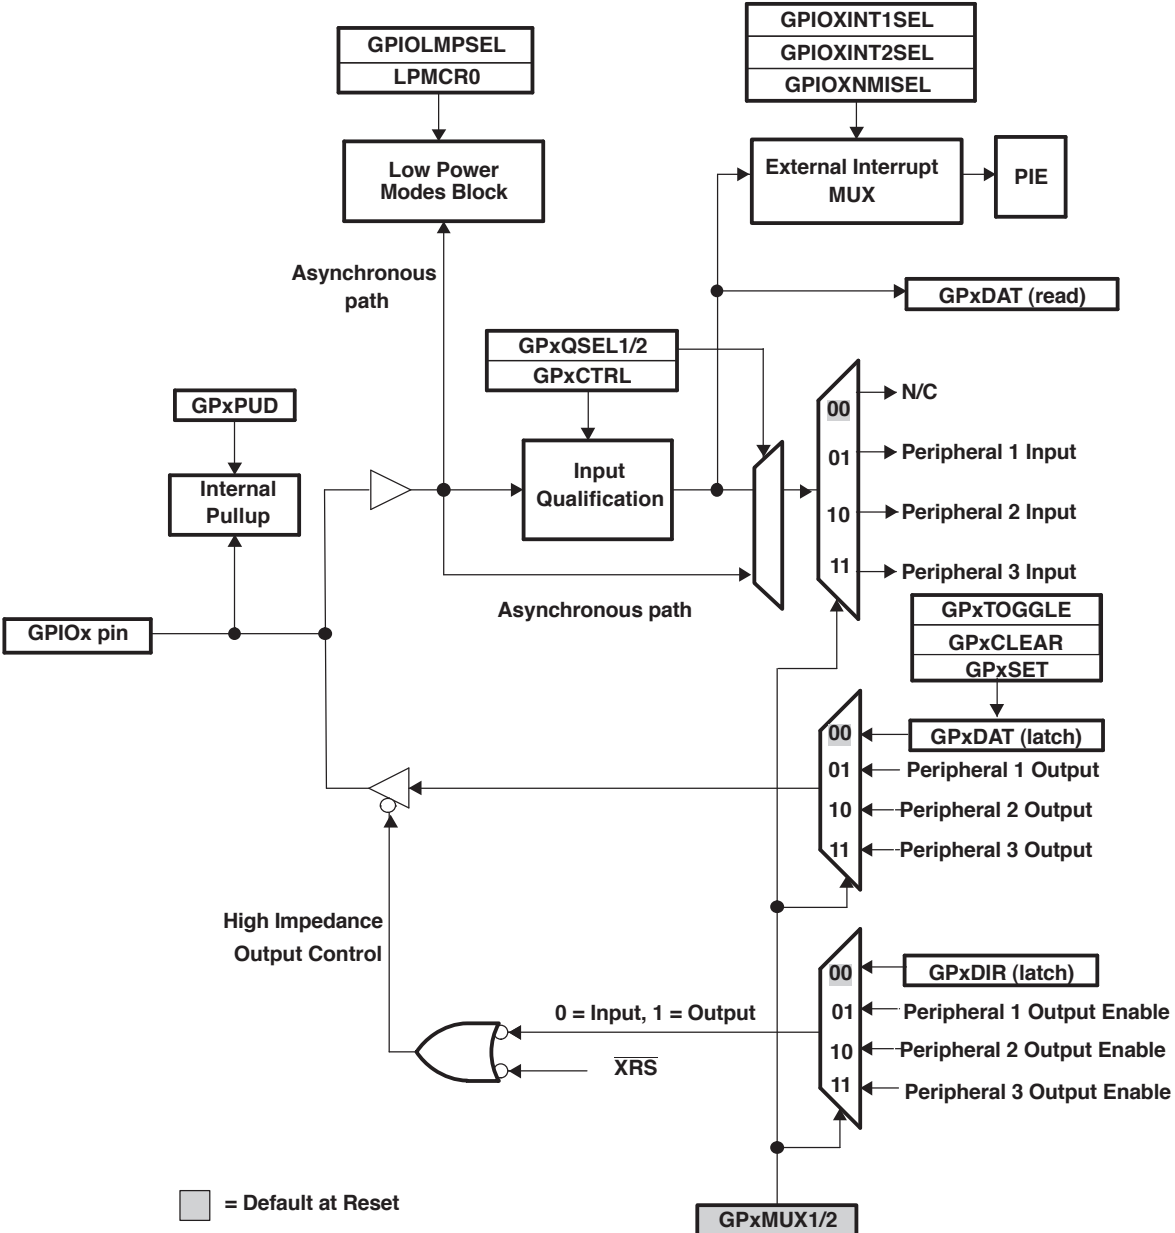 GPIOLMPSEL
LPMCR0
Low Power
Modes Block
GPIOXINT1SEL
GPIOXINT2SEL
GPIOXNMISEL
External Interrupt
MUX
PIE
Asynchronous
path
GPxDAT (read)
GPxQSEL1/2
GPxCTRL
GPxPUD
Internal
Pullup
Input
Qualification
00
01
10
11
N/C
Peripheral 1 Input
Peripheral 2 Input
Peripheral 3 Input
Asynchronous path
GPIOx pin
GPxTOGGLE
GPxCLEAR
GPxSET
00
01
10
11
GPxDAT (latch)
Peripheral 1 Output
Peripheral 2 Output
Peripheral 3 Output
High Impedance
Output Control
00
01
10
11
GPxDIR (latch)
Peripheral 1 Output Enable
Peripheral 2 Output Enable
Peripheral 3 Output Enable
0 = Input, 1 = Output
XRS
= Default at Reset
GPxMUX1/2